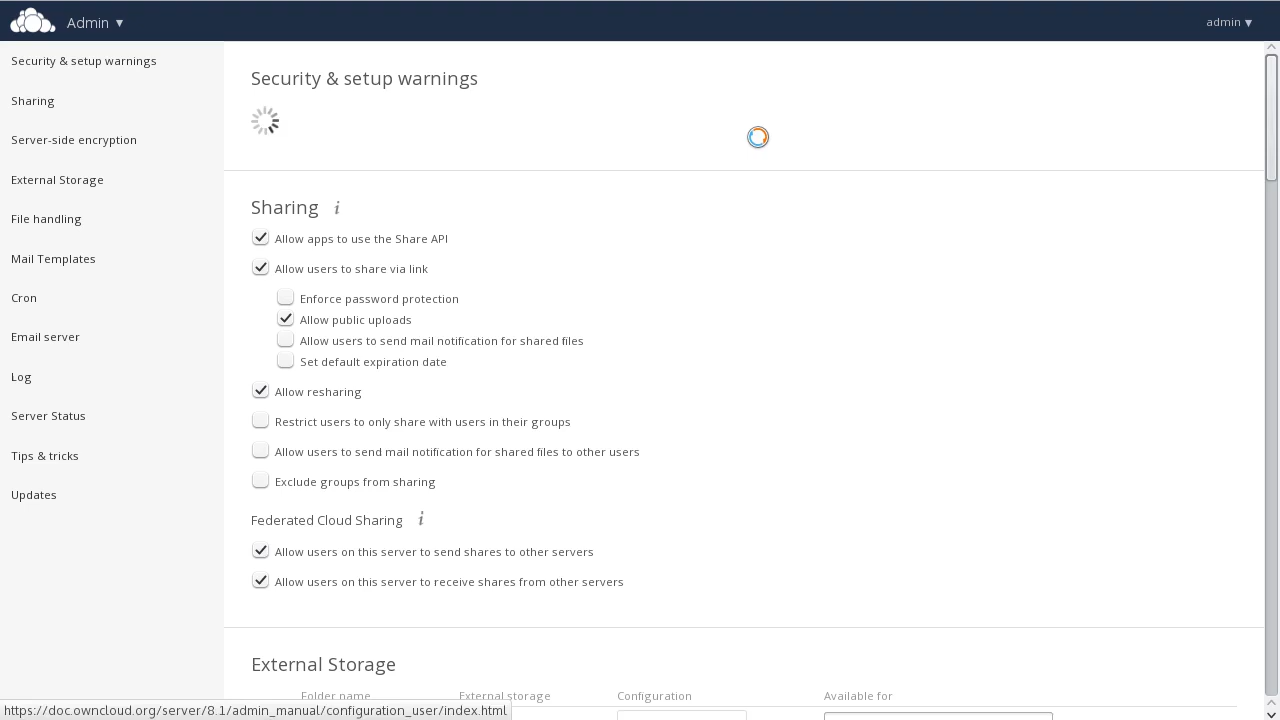 Admin ▼
admin ▼
Security & setup warnings
Sharing
Server-side encryption
External Storage
File handling
Mail Templates
Cron
Email server
Log
Server Status
Tips & tricks
Updates
Security & setup warnings
Sharing i
Allow apps to use the Share API
Allow users to share via link
Enforce password protection
Allow public uploads
Allow users to send mail notification for shared files
Set default expiration date
Allow resharing
Restrict users to only share with users in their groups
Allow users to send mail notification for shared files to other users
Exclude groups from sharing
Federated Cloud Sharing i
Allow users on this server to send shares to other servers
Allow users on this server to receive shares from other servers
External Storage
Folder name External storage Configuration Available for
https://doc.owncloud.org/server/8.1/admin_manual/configuration_user/index.html